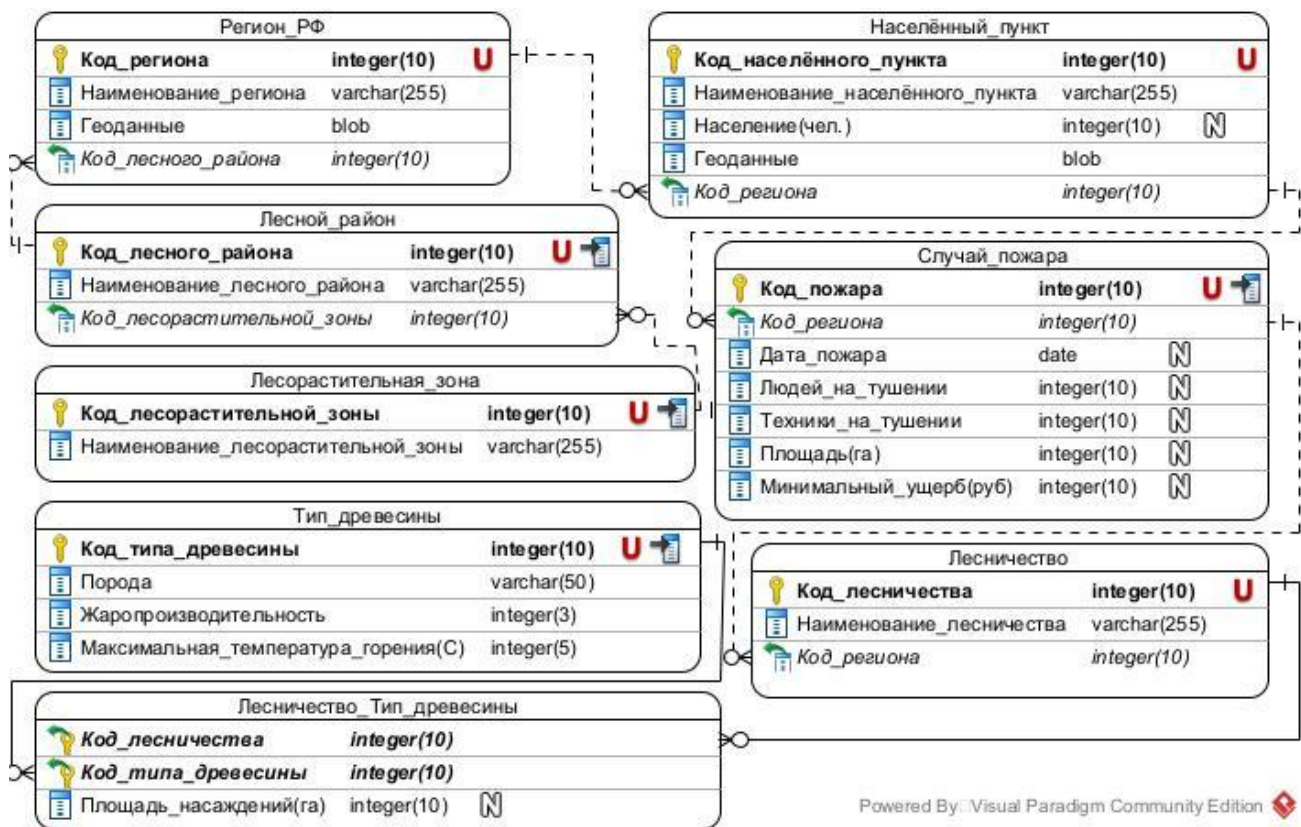 Регион_РФ
Код_региона integer(10) U
Наименование_региона varchar(255)
Геоданные blob
Код_лесного_района integer(10)
Населённый_пункт
Код_населённого_пункта integer(10) U
Наименование_населённого_пункта varchar(255)
Население(чел.) integer(10) N
Геоданные blob
Код_региона integer(10)
Лесной_район
Код_лесного_района integer(10) U
Наименование_лесного_района varchar(255)
Код_лесорастительной_зоны integer(10)
Случай_пожара
Код_пожара integer(10) U
Код_региона integer(10)
Дата_пожара date N
Людей_на_тушении integer(10) N
Техники_на_тушении integer(10) N
Площадь(га) integer(10) N
Минимальный_ущерб(руб) integer(10) N
Лесорастительная_зона
Код_лесорастительной_зоны integer(10) U
Наименование_лесорастительной_зоны varchar(255)
Тип_древесины
Код_типа_древесины integer(10) U
Порода varchar(50)
Жаропроизводительность integer(3)
Максимальная_температура_горения(С) integer(5)
Лесничество
Код_лесничества integer(10) U
Наименование_лесничества varchar(255)
Код_региона integer(10)
Лесничество_Тип_древесины
Код_лесничества integer(10)
Код_типа_древесины integer(10)
Площадь_насаждений(га) integer(10) N
Powered By Visual Paradigm Community Edition